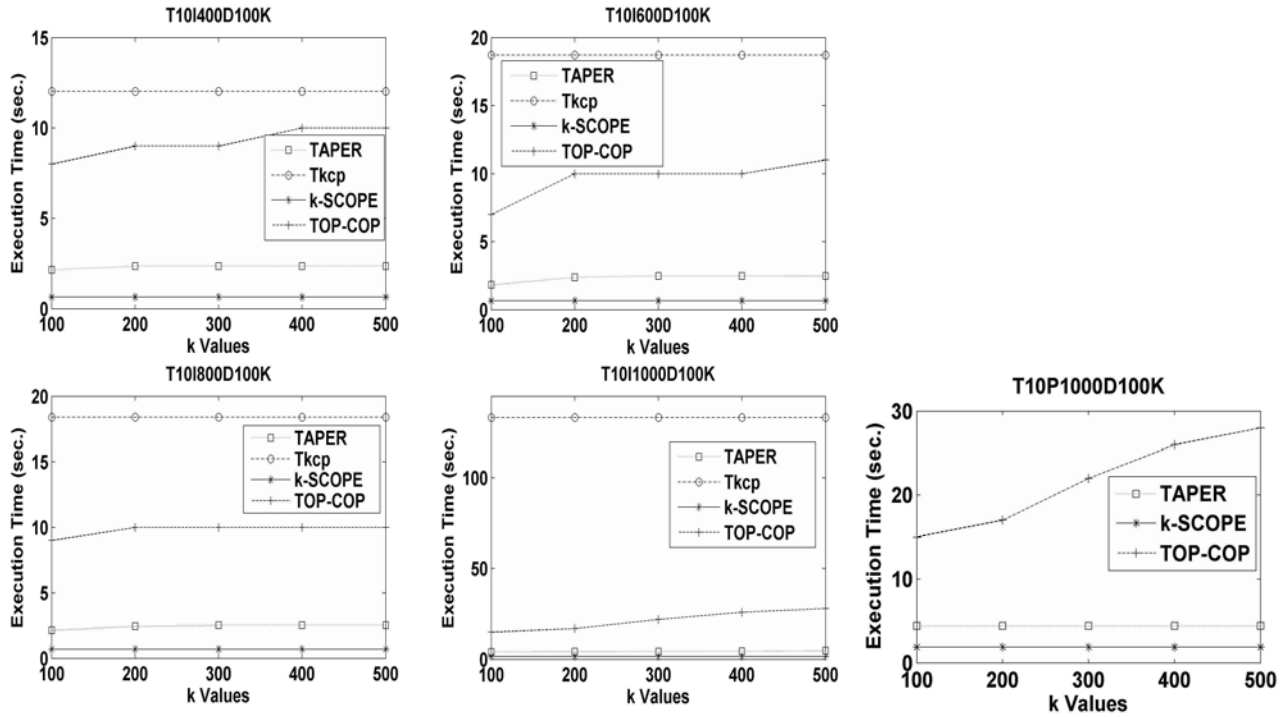 T10I400D100K
Execution Time (sec.)
15
10
5
0
TAPER
Tkcp
k-SCOPE
TOP-COP
100 200 300 400 500
k Values
T10I600D100K
Execution Time (sec.)
20
15
10
5
0
TAPER
Tkcp
k-SCOPE
TOP-COP
100 200 300 400 500
k Values
T10I800D100K
Execution Time (sec.)
20
15
10
5
0
TAPER
Tkcp
k-SCOPE
TOP-COP
100 200 300 400 500
k Values
T10I1000D100K
Execution Time (sec.)
100
50
0
TAPER
Tkcp
k-SCOPE
TOP-COP
100 200 300 400 500
k Values
T10P1000D100K
Execution Time (sec.)
30
20
10
0
TAPER
k-SCOPE
TOP-COP
100 200 300 400 500
k Values